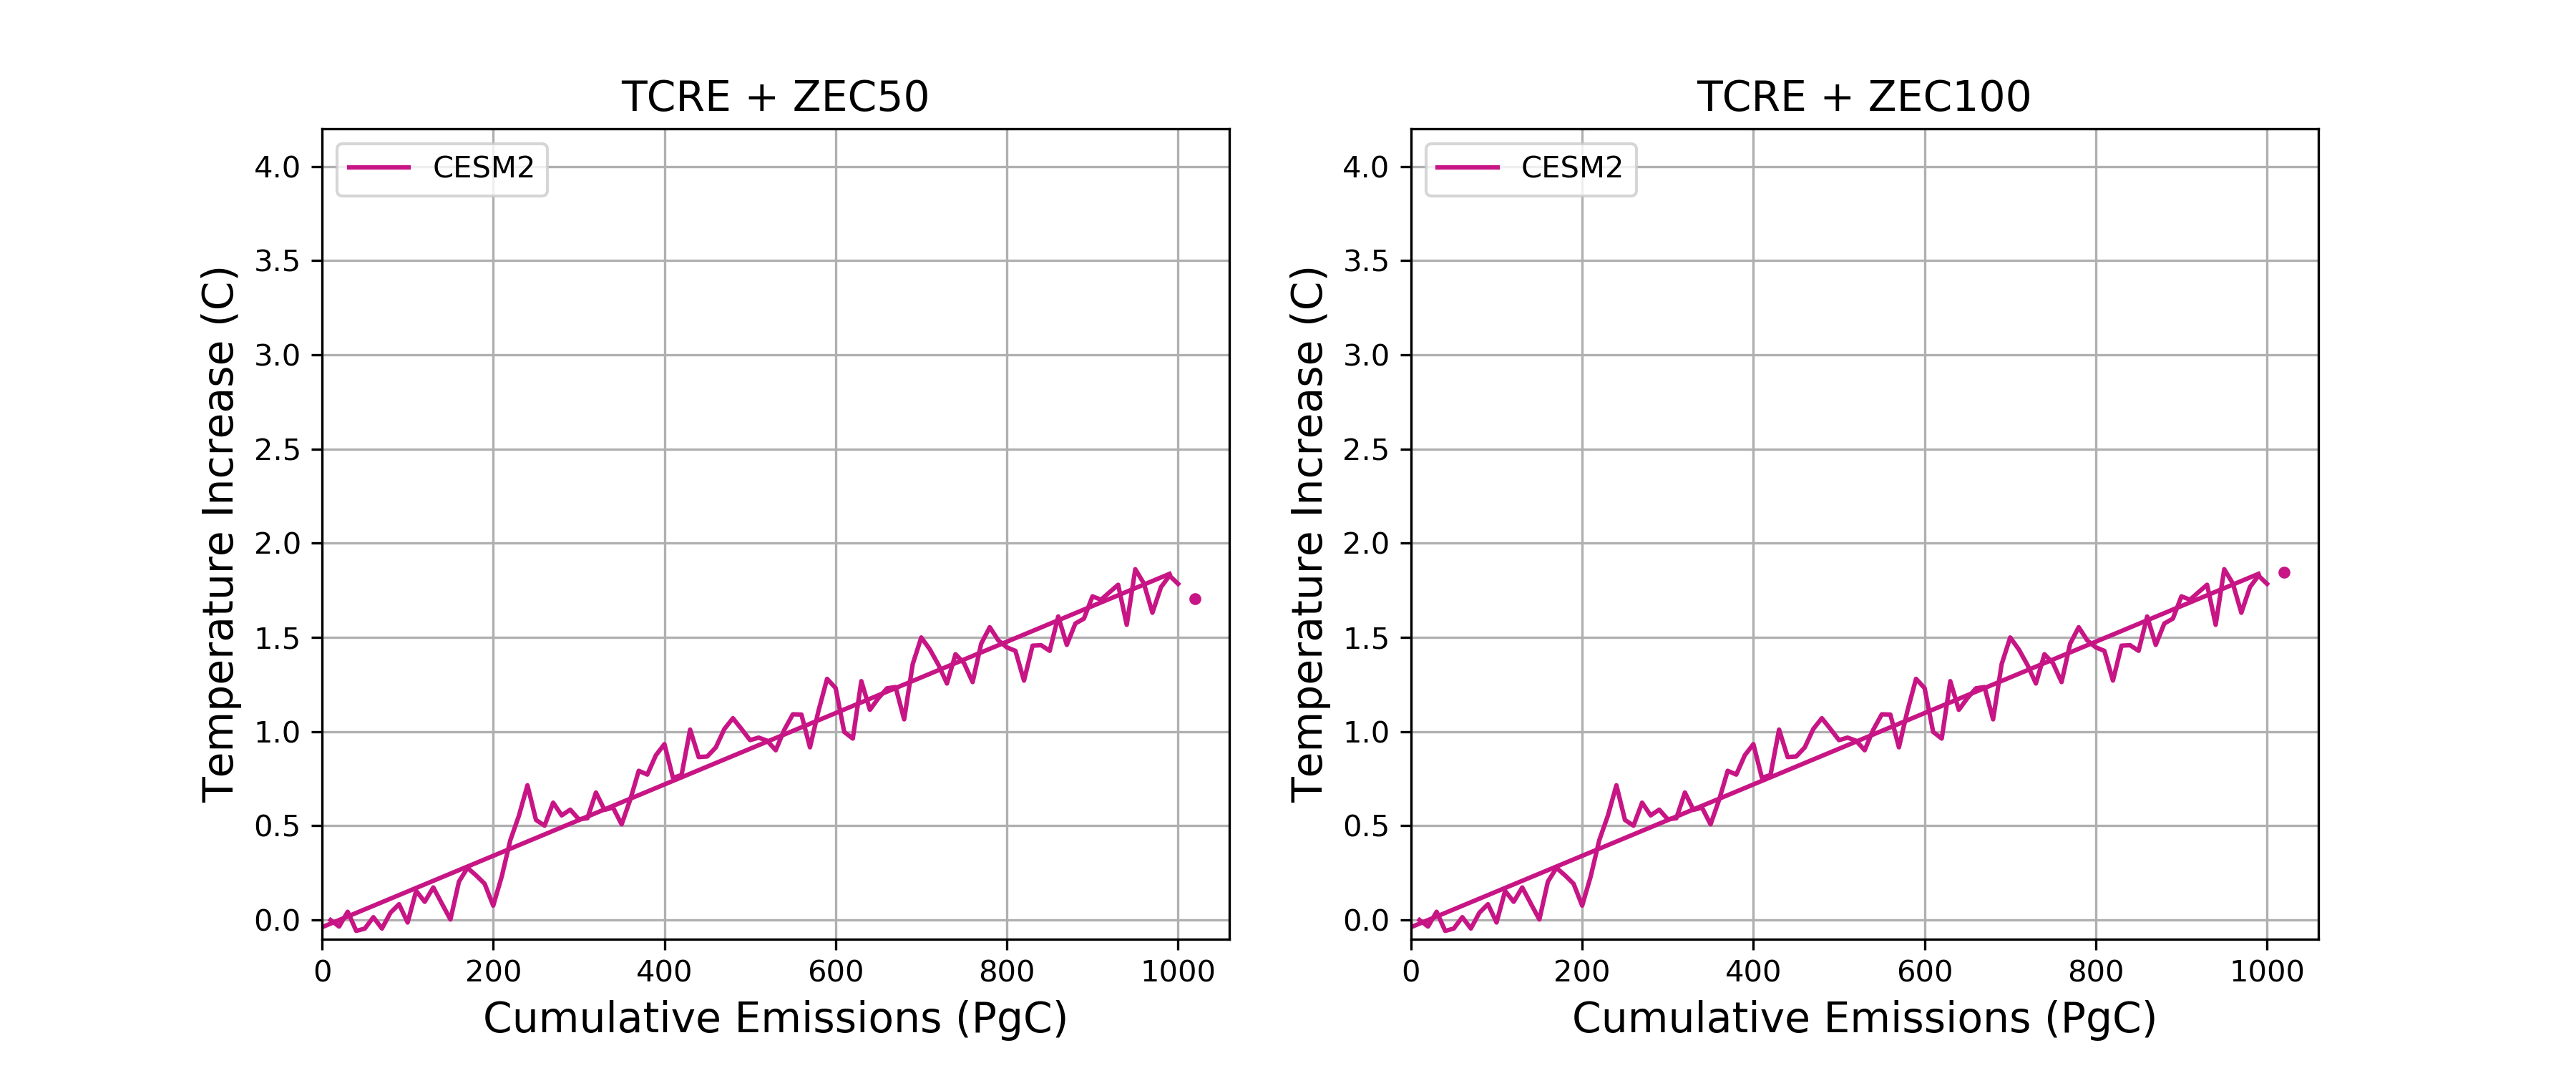 TCRE + ZEC50
CESM2
4.0
3.5
3.0
2.5
2.0
1.5
1.0
0.5
0.0
Temperature Increase (C)
0 200 400 600 800 1000
Cumulative Emissions (PgC)
TCRE + ZEC100
CESM2
4.0
3.5
3.0
2.5
2.0
1.5
1.0
0.5
0.0
Temperature Increase (C)
0 200 400 600 800 1000
Cumulative Emissions (PgC)